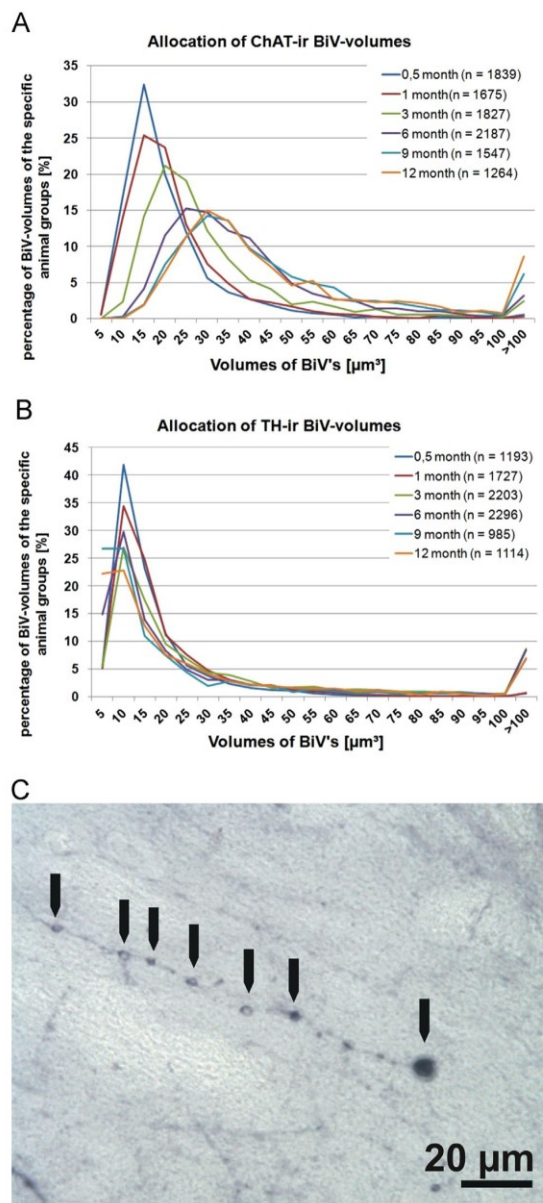 A
Allocation of ChAT-ir BiV-volumes
percentage of BiV-volumes of the specific
animal groups [%]
35
30
25
20
15
10
5
0
0,5 month (n = 1839)
1 month(n = 1675)
3 month (n = 1827)
6 month (n = 2187)
9 month (n = 1547)
12 month (n = 1264)
5 10 15 20 25 30 35 40 45 50 55 60 65 70 75 80 85 90 95 100 >100
Volumes of BiV's [µm³]
B
Allocation of TH-ir BiV-volumes
percentage of BiV-volumes of the specific
animal groups [%]
45
40
35
30
25
20
15
10
5
0
0,5 month (n = 1193)
1 month (n = 1727)
3 month (n = 2203)
6 month (n = 2296)
9 month (n = 985)
12 month (n = 1114)
5 10 15 20 25 30 35 40 45 50 55 60 65 70 75 80 85 90 95 100 >100
Volumes of BiV's [µm³]
C
20 µm